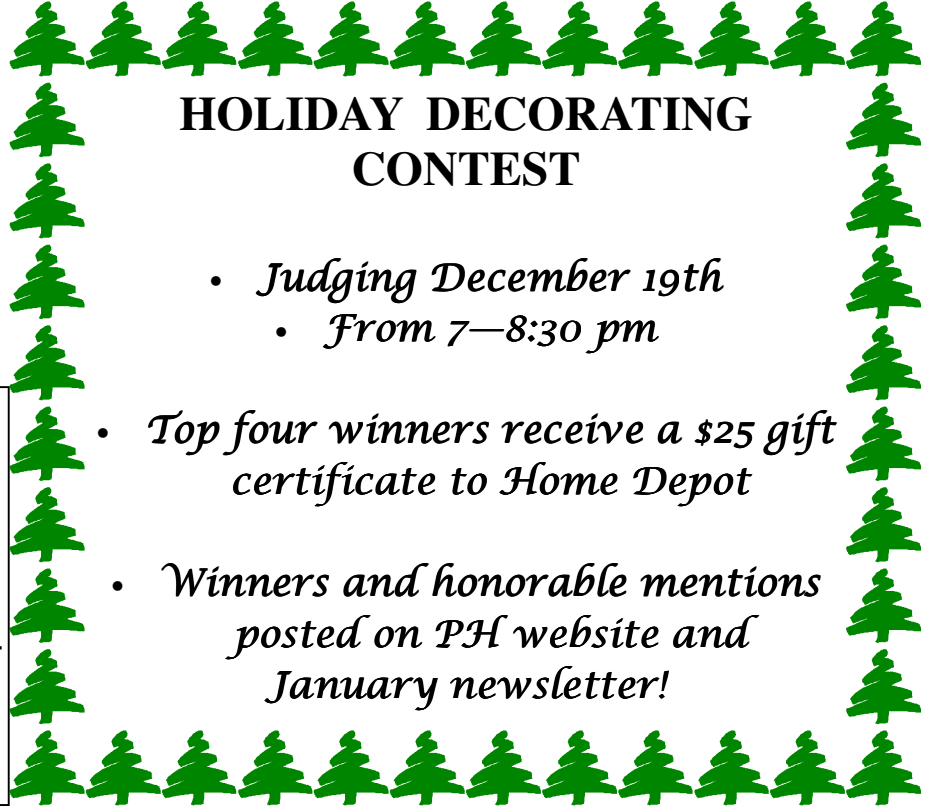 HOLIDAY DECORATING
CONTEST
• Judging December 19th
• From 7—8:30 pm
• Top four winners receive a $25 gift
certificate to Home Depot
• Winners and honorable mentions
posted on PH website and
January newsletter!